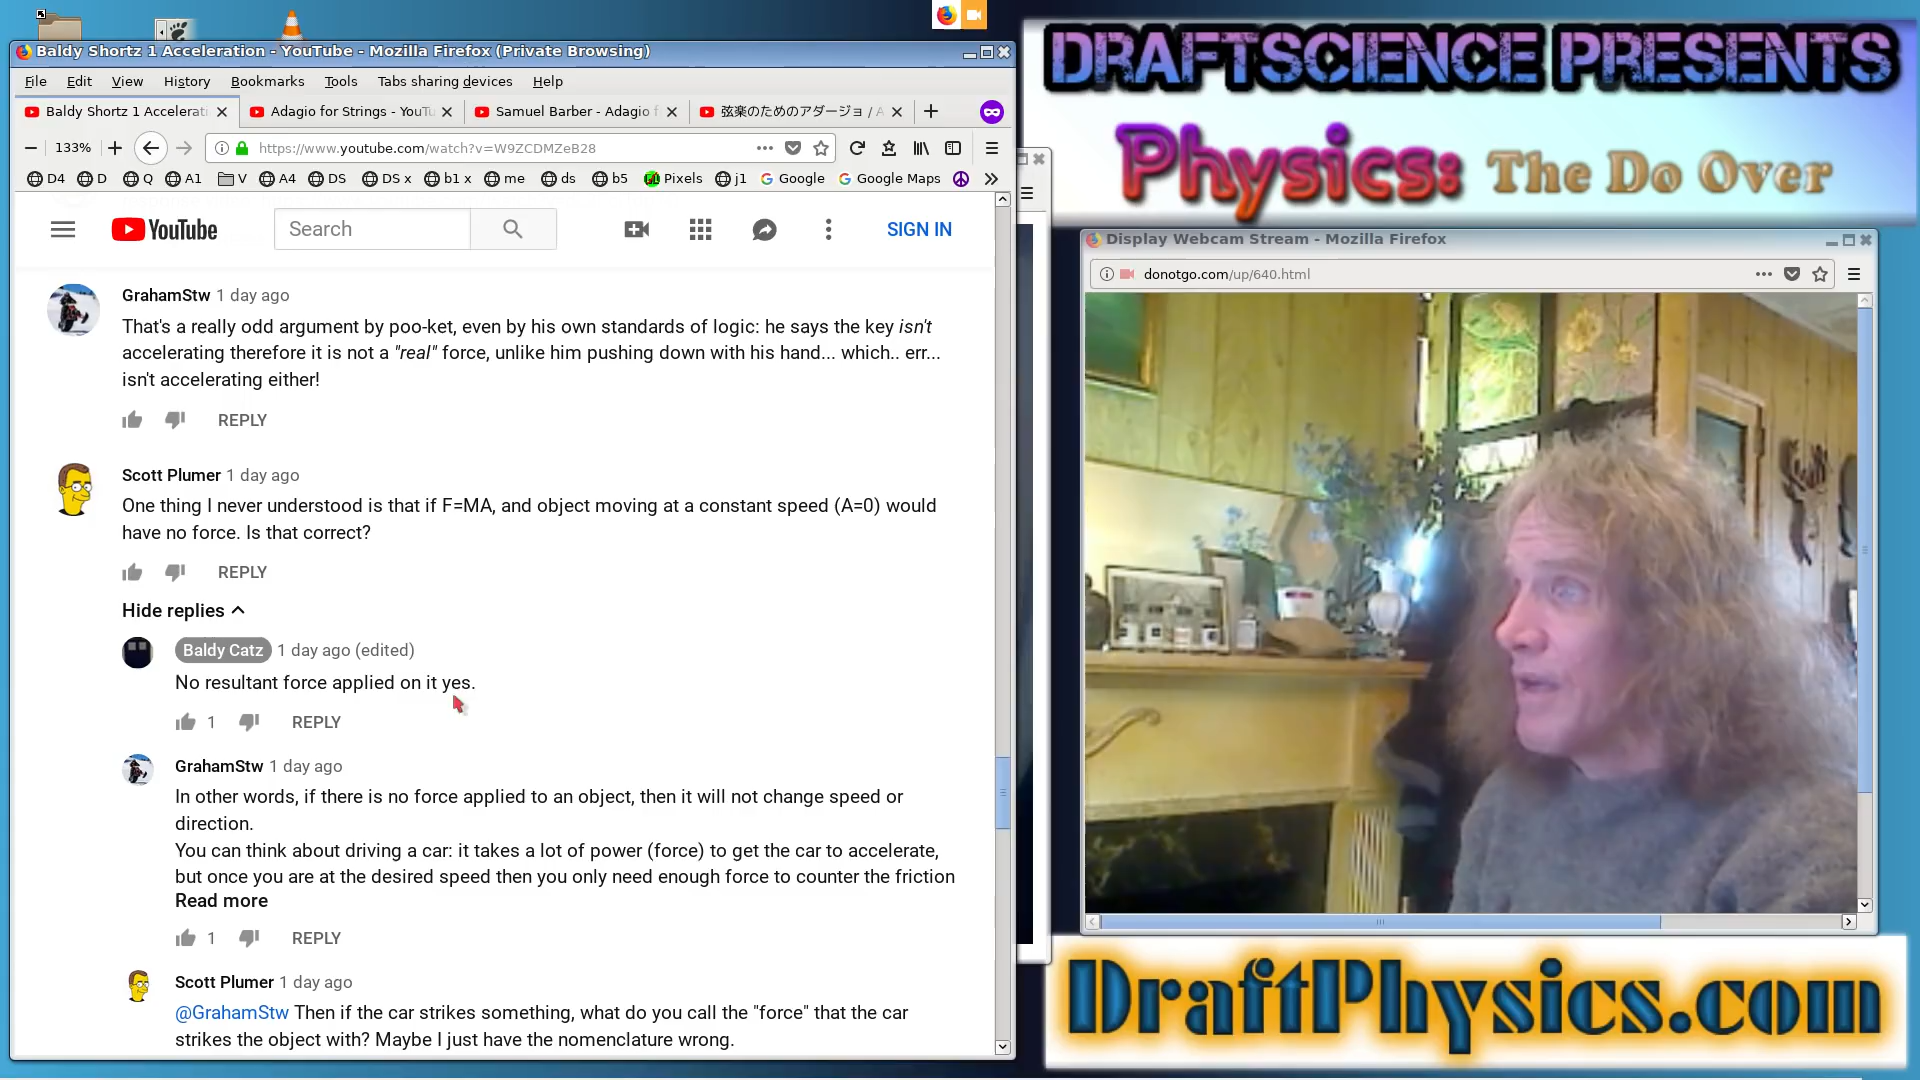 Baldy Shortz 1 Acceleration - YouTube - Mozilla Firefox (Private Browsing)
File Edit View History Bookmarks Tools Tabs sharing devices Help
Baldy Shortz 1 Accelerati
Adagio for Strings - YouTu
Samuel Barber - Adagio f
弦楽のためのアダージョ / A
133%
https://www.youtube.com/watch?v=W9ZCDMZeB28
D4 D Q A1 V A4 DS DS x b1 x me ds b5 Pixels j1 Google Google Maps
YouTube
Search
SIGN IN
GrahamStw 1 day ago
That's a really odd argument by poo-ket, even by his own standards of logic: he says the key isn't
accelerating therefore it is not a "real" force, unlike him pushing down with his hand... which.. err...
isn't accelerating either!
REPLY
Scott Plumer 1 day ago
One thing I never understood is that if F=MA, and object moving at a constant speed (A=0) would
have no force. Is that correct?
REPLY
Hide replies
Baldy Catz 1 day ago (edited)
No resultant force applied on it yes.
1 REPLY
GrahamStw 1 day ago
In other words, if there is no force applied to an object, then it will not change speed or
direction.
You can think about driving a car: it takes a lot of power (force) to get the car to accelerate,
but once you are at the desired speed then you only need enough force to counter the friction
Read more
1 REPLY
Scott Plumer 1 day ago
@GrahamStw Then if the car strikes something, what do you call the "force" that the car
strikes the object with? Maybe I just have the nomenclature wrong.
DRAFTSCIENCE PRESENTS
Physics: The Do Over
Display Webcam Stream - Mozilla Firefox
donotgo.com/up/640.html
DraftPhysics.com